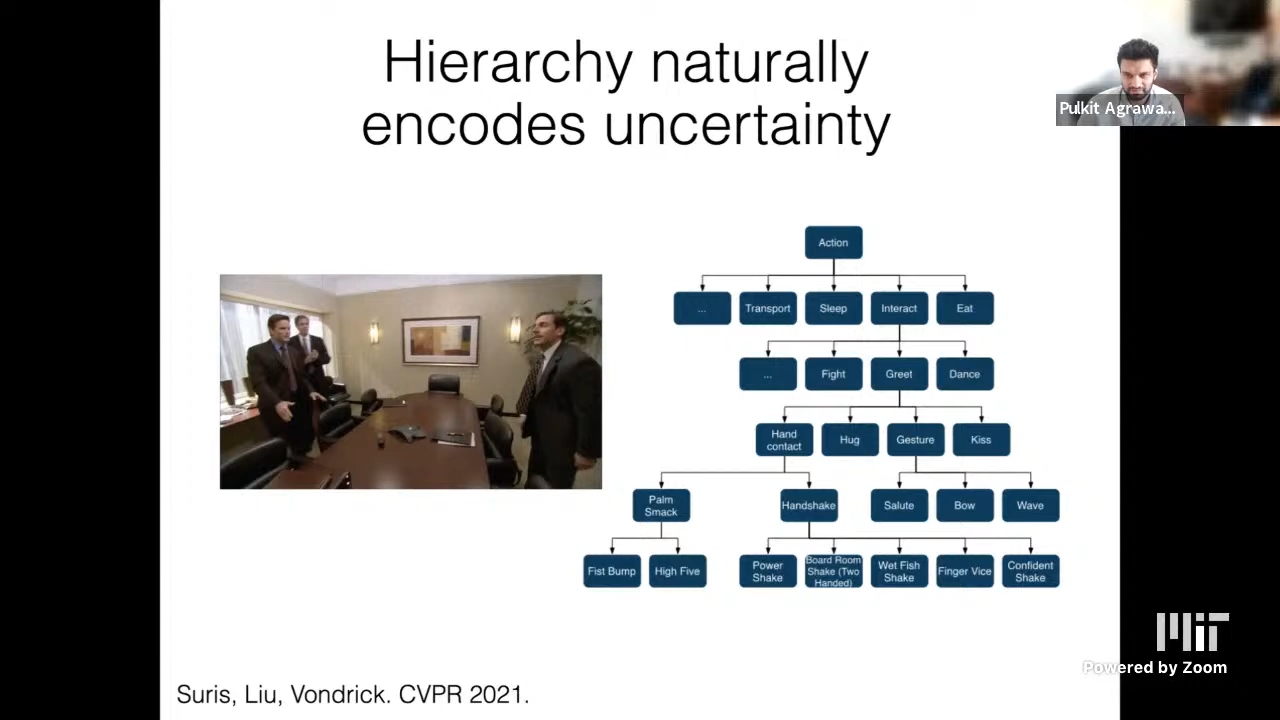 Hierarchy naturally
encodes uncertainty
Pulkit Agrawa...
Action
...
Transport
Sleep
Interact
Eat
...
Fight
Greet
Dance
Hand
contact
Hug
Gesture
Kiss
Palm
Smack
Handshake
Salute
Bow
Wave
Fist Bump
High Five
Power
Shake
Board Room
Shake (Two
Handed)
Wet Fish
Shake
Finger Vice
Confident
Shake
MIT
Powered by Zoom
Suris, Liu, Vondrick. CVPR 2021.